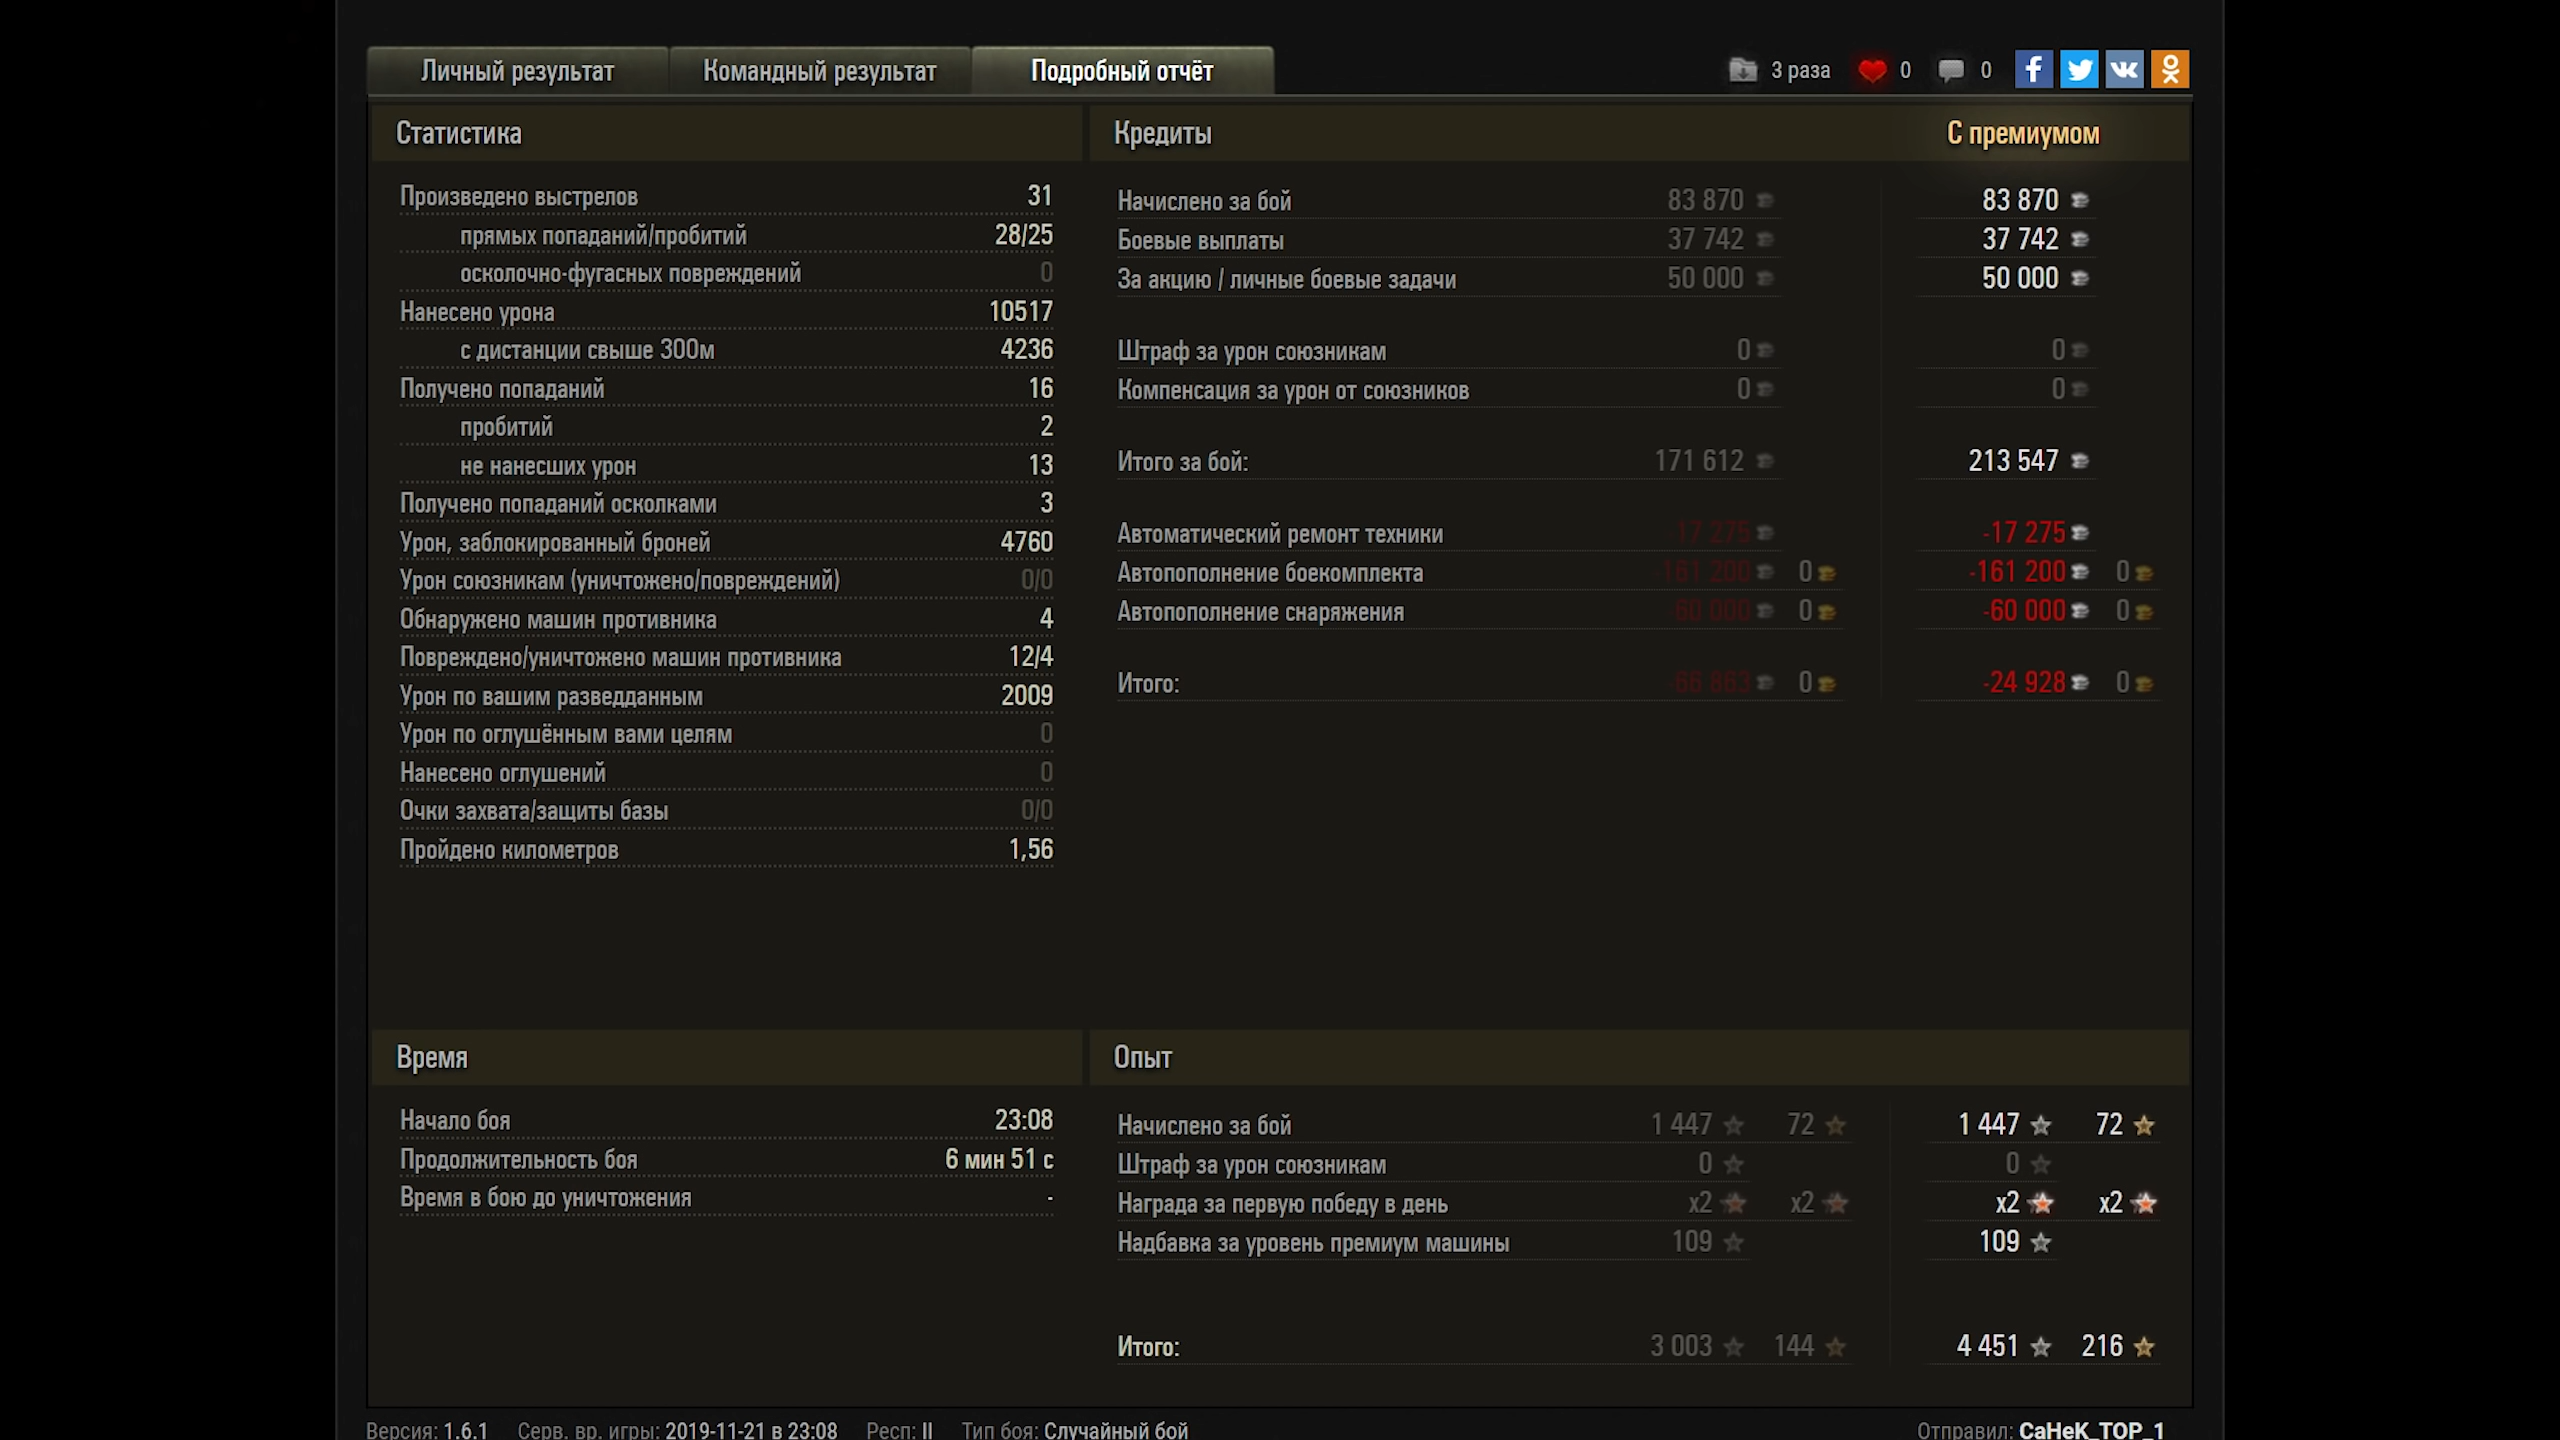 Личный результат Командный результат Подробный отчёт 3 раза 0 0
Статистика
Произведено выстрелов 31
прямых попаданий/пробитий 28/25
осколочно-фугасных повреждений 0
Нанесено урона 10517
с дистанции свыше 300м 4236
Получено попаданий 16
пробитий 2
не нанесших урон 13
Получено попаданий осколками 3
Урон, заблокированный броней 4760
Урон союзникам (уничтожено/повреждений) 0/0
Обнаружено машин противника 4
Повреждено/уничтожено машин противника 12/4
Урон по вашим разведданным 2009
Урон по оглушённым вами целям 0
Нанесено оглушений 0
Очки захвата/защиты базы 0/0
Пройдено километров 1,56
Кредиты С премиумом
Начислено за бой 83 870 83 870
Боевые выплаты 37 742 37 742
За акцию / личные боевые задачи 50 000 50 000
Штраф за урон союзникам 0 0
Компенсация за урон от союзников 0 0
Итого за бой: 171 612 213 547
Автоматический ремонт техники -17 275 -17 275
Автопополнение боекомплекта -161 200 0 -161 200 0
Автопополнение снаряжения -60 000 0 -60 000 0
Итого: -66 863 0 -24 928 0
Время
Начало боя 23:08
Продолжительность боя 6 мин 51 с
Время в бою до уничтожения -
Опыт
Начислено за бой 1 447 72 1 447 72
Штраф за урон союзникам 0 0
Награда за первую победу в день x2 x2 x2 x2
Надбавка за уровень премиум машины 109 109
Итого: 3 003 144 4 451 216
Версия: 1.6.1 Серв. вр. игры: 2019-11-21 в 23:08 Респ: II Тип боя: Случайный бой Отправил: CaHeK_TOP_1